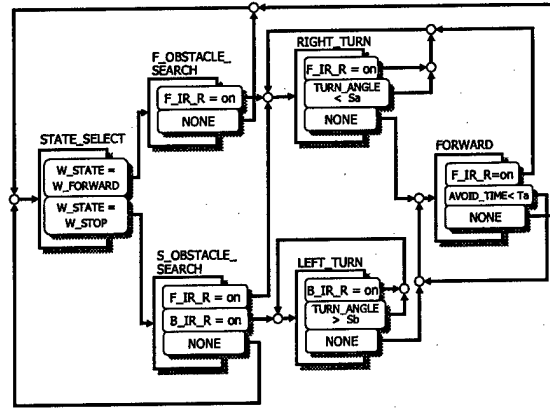 F_OBSTACLE_
SEARCH
F_IR_R = on
NONE
RIGHT_TURN
F_IR_R = on
TURN_ANGLE
< Sa
NONE
STATE_SELECT
W_STATE =
W_FORWARD
W_STATE =
W_STOP
FORWARD
F_IR_R=on
AVOID_TIME< Ta
NONE
S_OBSTACLE_
SEARCH
F_IR_R = on
B_IR_R = on
NONE
LEFT_TURN
B_IR_R = on
TURN_ANGLE
> Sb
NONE